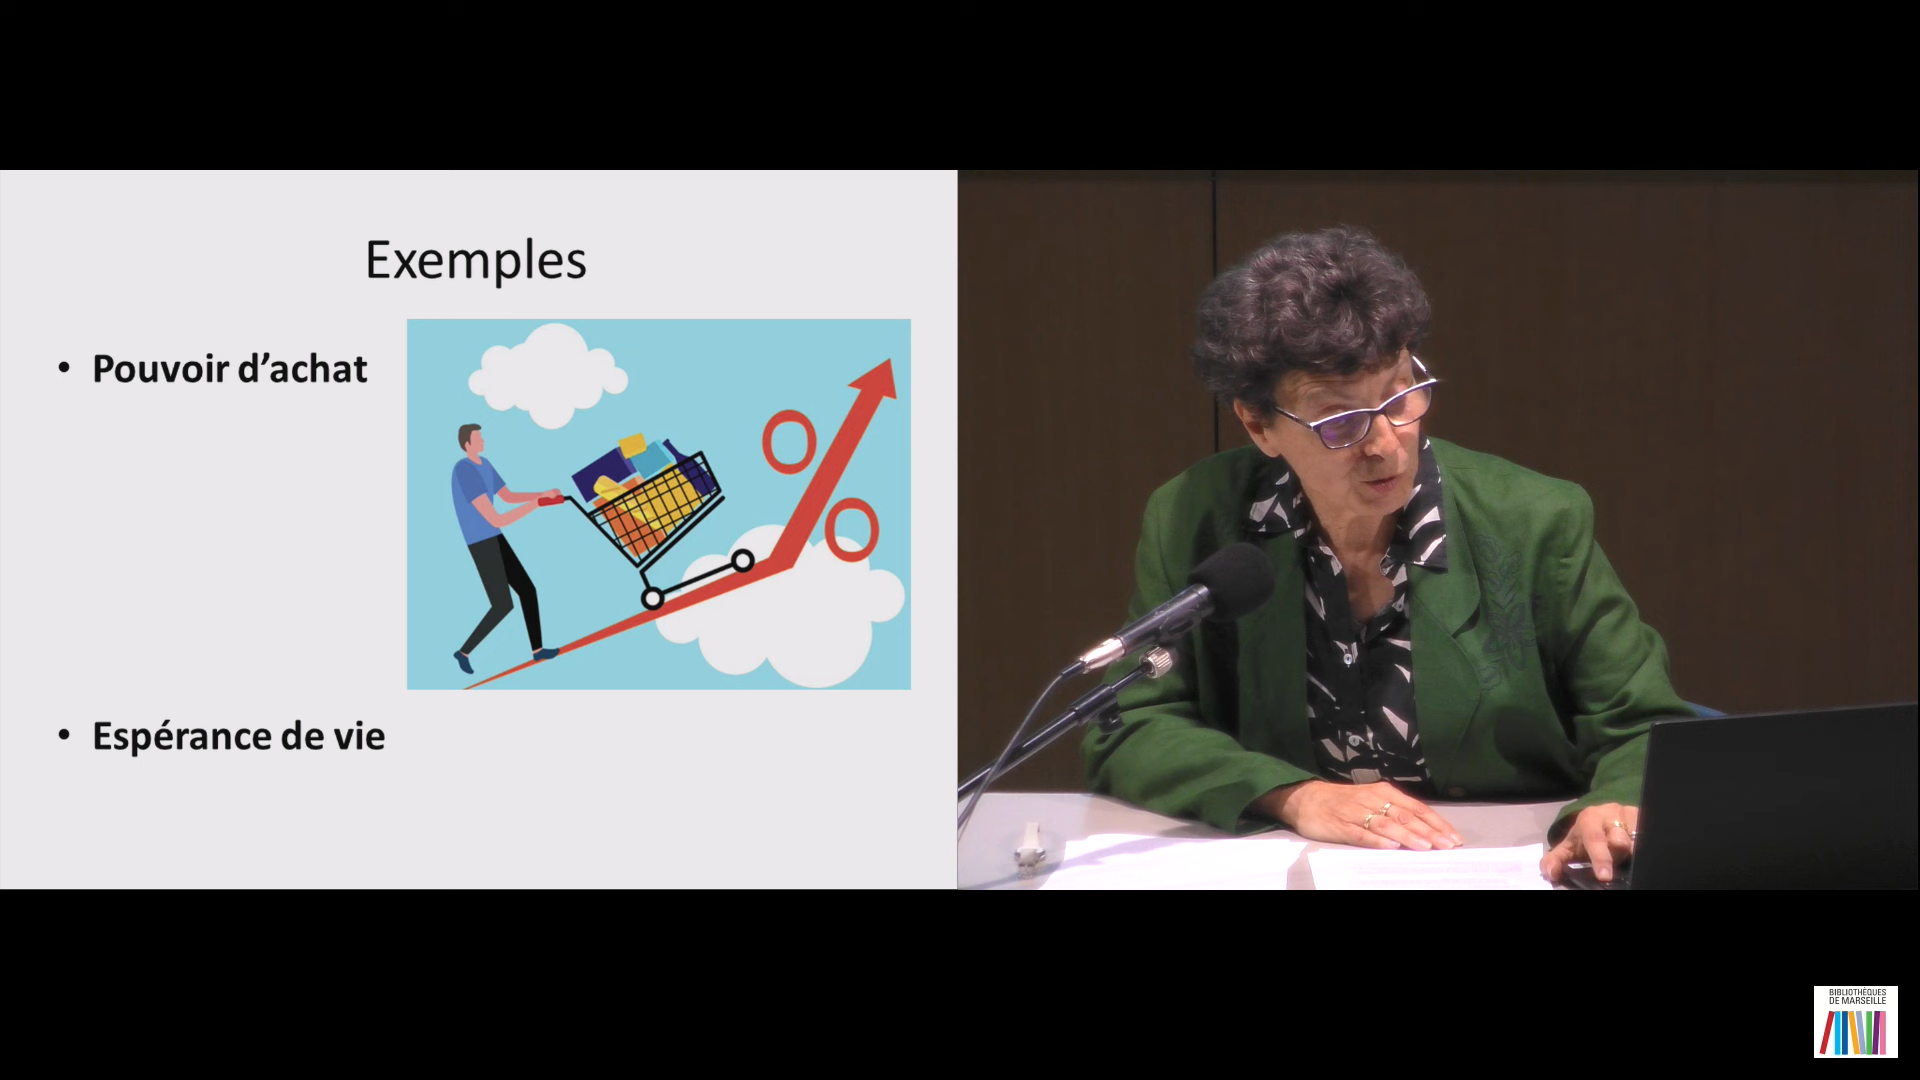 Exemples
• Pouvoir d’achat
• Espérance de vie
BIBLIOTHÈQUES
DE MARSEILLE